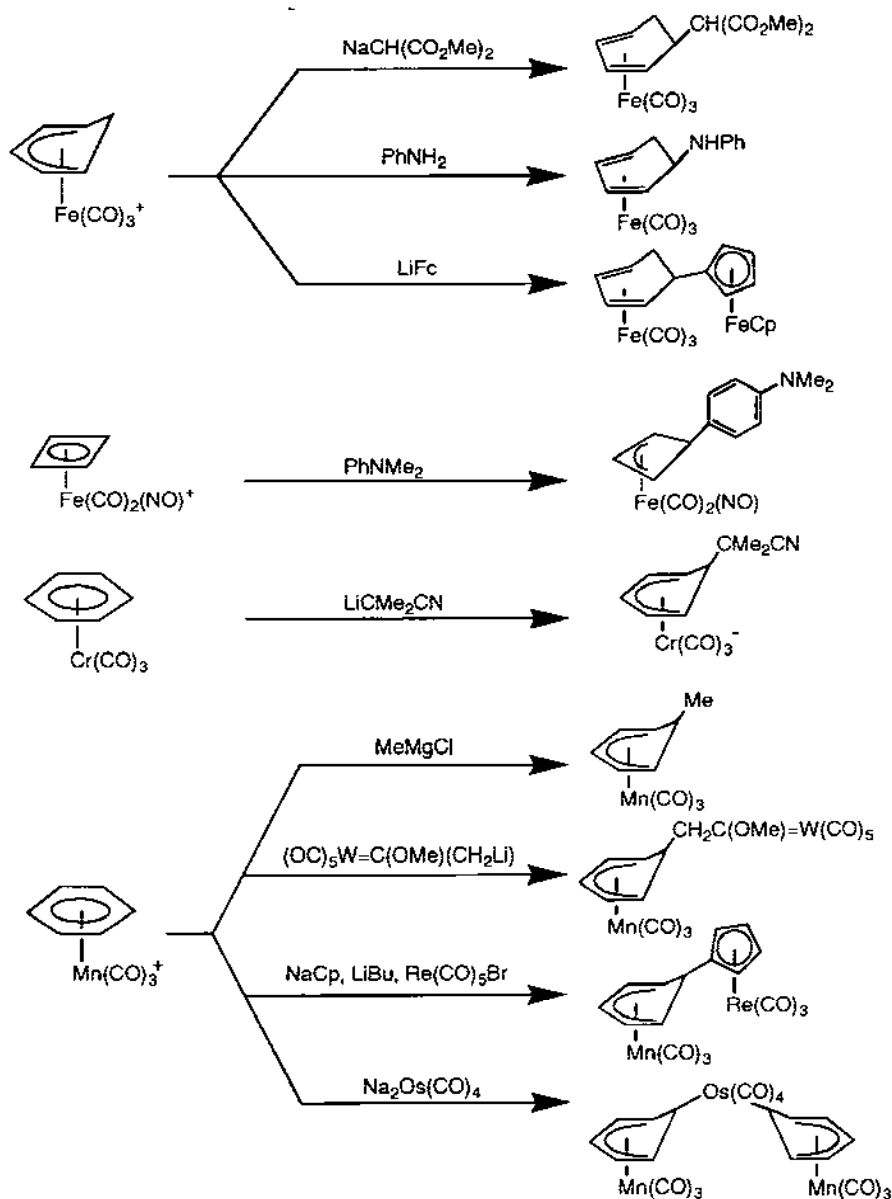 NaCH(CO₂Me)₂
CH(CO₂Me)₂
Fe(CO)₃
Fe(CO)₃⁺
PhNH₂
NHPh
Fe(CO)₃
LiFc
Fe(CO)₃
FeCp
Fe(CO)₂(NO)⁺
PhNMe₂
NMe₂
Fe(CO)₂(NO)
Cr(CO)₃
LiCMe₂CN
CMe₂CN
Cr(CO)₃⁻
MeMgCl
Me
Mn(CO)₃
(OC)₅W=C(OMe)(CH₂Li)
CH₂C(OMe)=W(CO)₅
Mn(CO)₃
Mn(CO)₃⁺
NaCp, LiBu, Re(CO)₅Br
Re(CO)₃
Mn(CO)₃
Na₂Os(CO)₄
Os(CO)₄
Mn(CO)₃
Mn(CO)₃